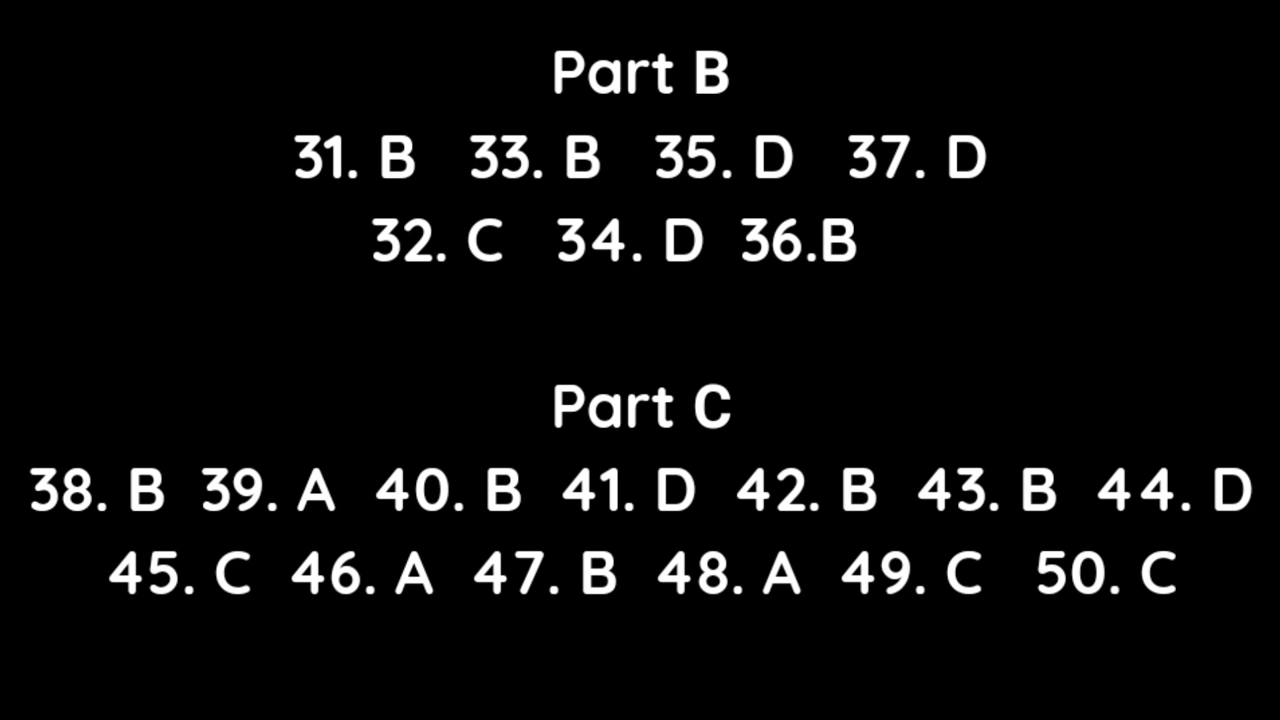 Part B
31. B 33. B 35. D 37. D
32. C 34. D 36.B
Part C
38. B 39. A 40. B 41. D 42. B 43. B 44. D
45. C 46. A 47. B 48. A 49. C 50. C